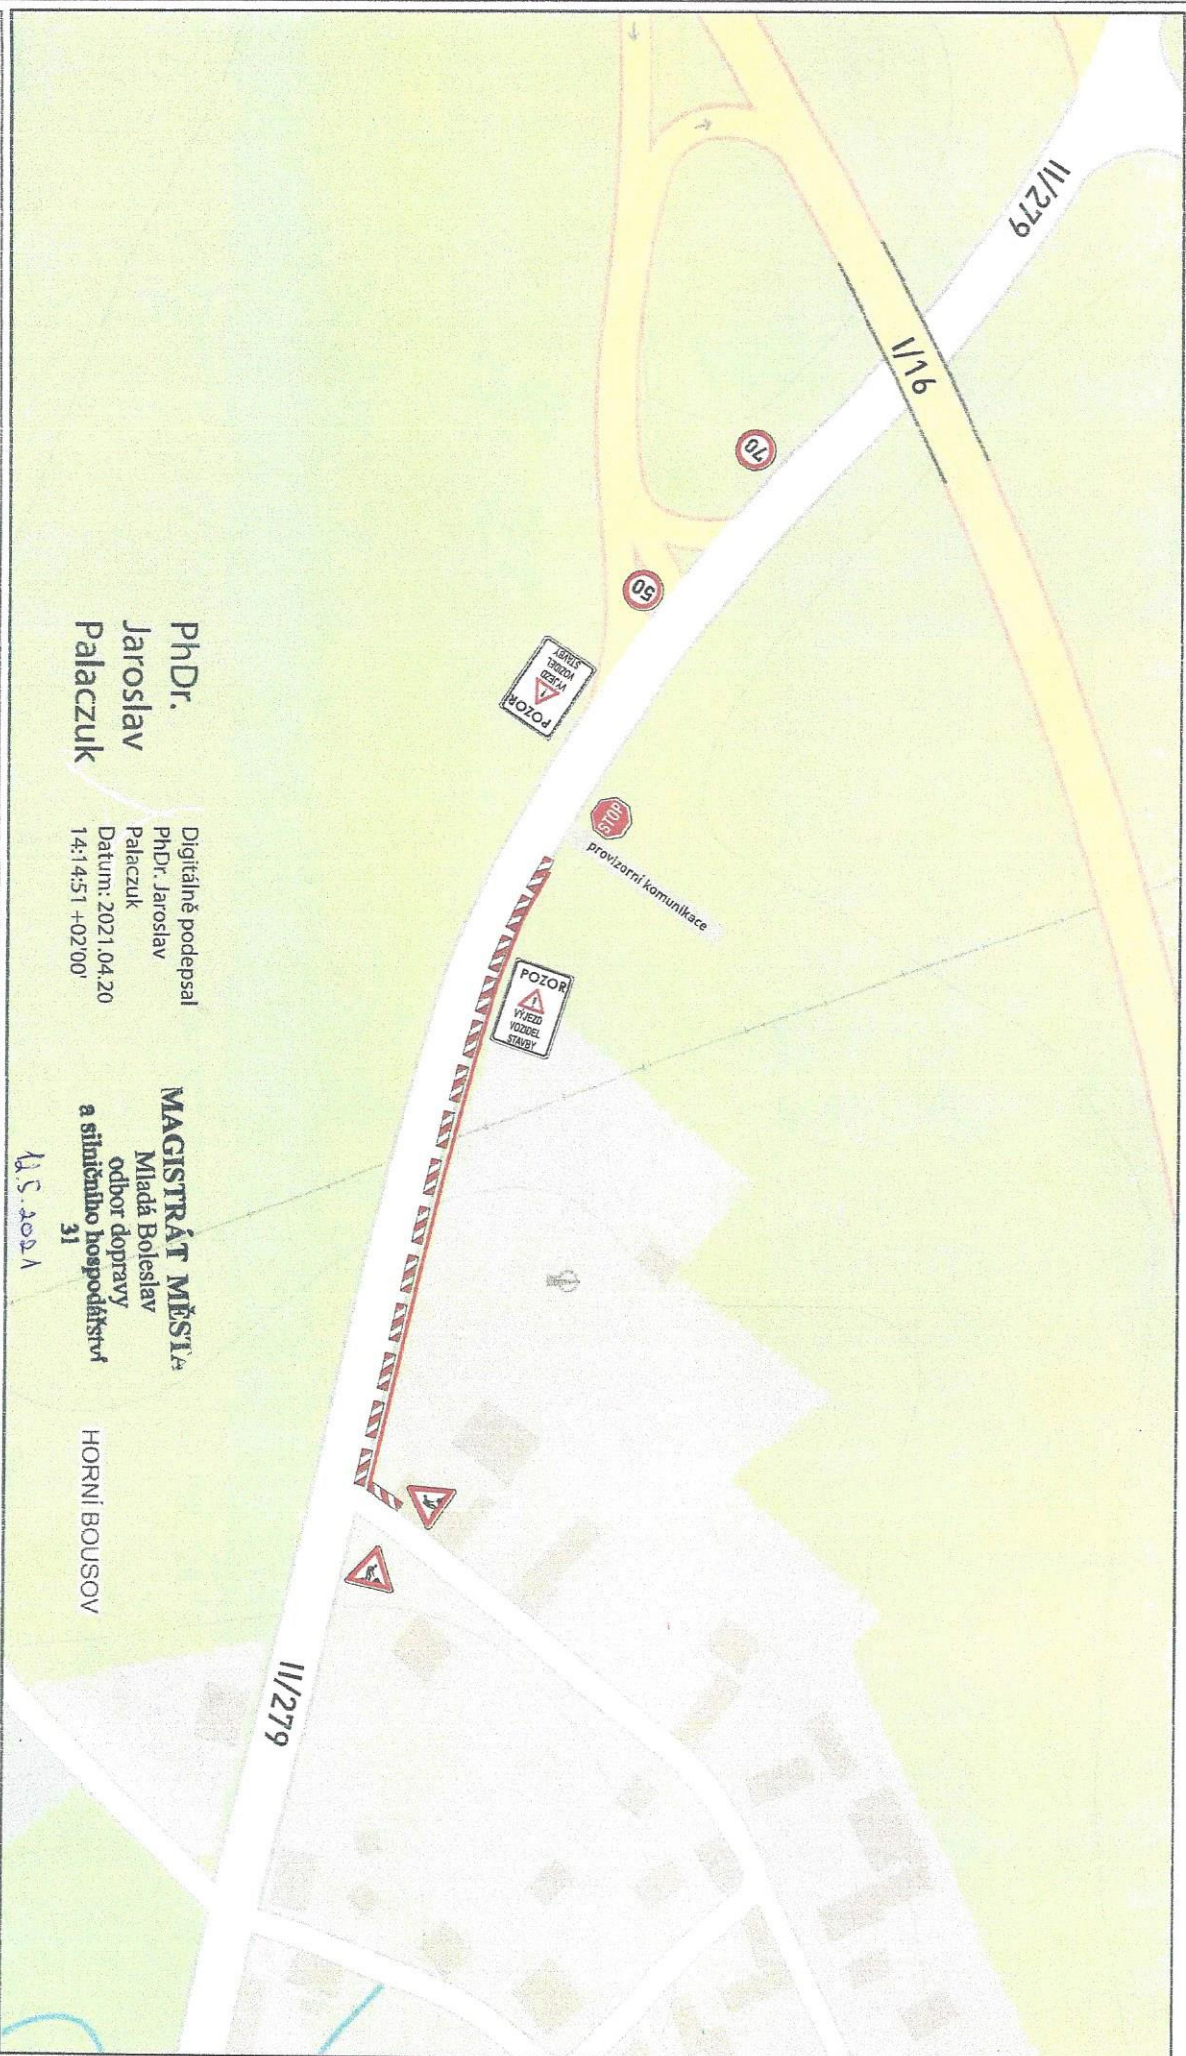 II/279
I/16
70
50
POZOR
VÝJEZD
VOZIDEL
STAVBY
STOP
provizorní komunikace
POZOR
VÝJEZD
VOZIDEL
STAVBY
II/279
PhDr.
Jaroslav
Palaczuk
Digitálně podepsal
PhDr. Jaroslav
Palaczuk
Datum: 2021.04.20
14:14:51 +02'00'
MAGISTRÁT MĚSTA
Mladá Boleslav
odbor dopravy
a silničního hospodářství
31
12.5.2021
HORNÍ BOUSOV